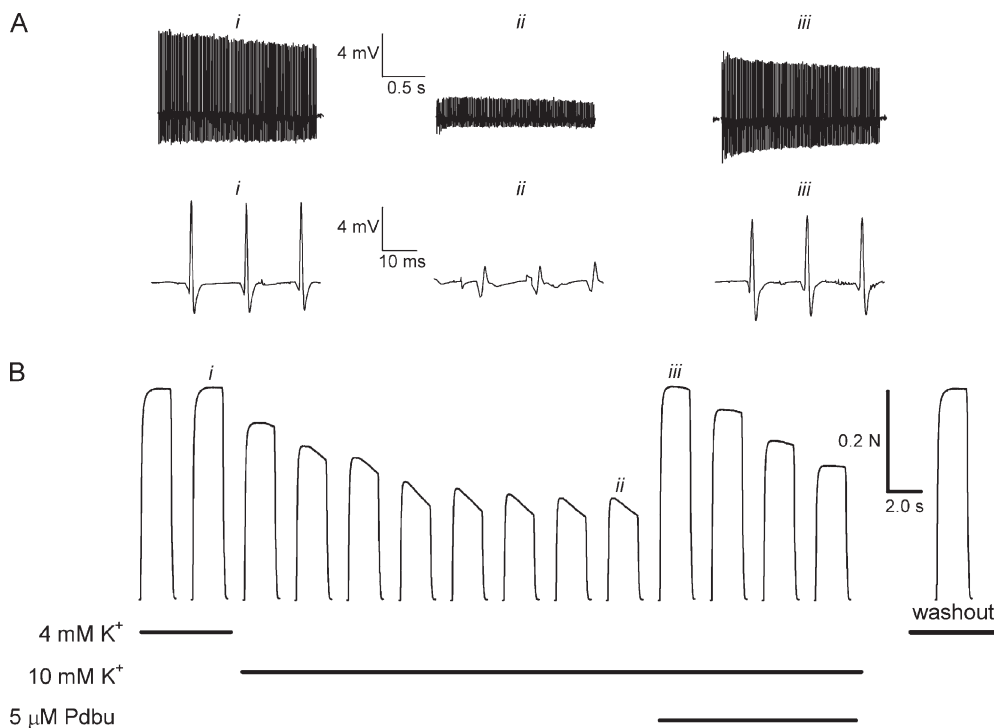 A
i
ii
iii
4 mV
0.5 s
i
ii
iii
4 mV
10 ms
B
i
ii
iii
0.2 N
2.0 s
washout
4 mM K⁺
10 mM K⁺
5 µM Pdbu